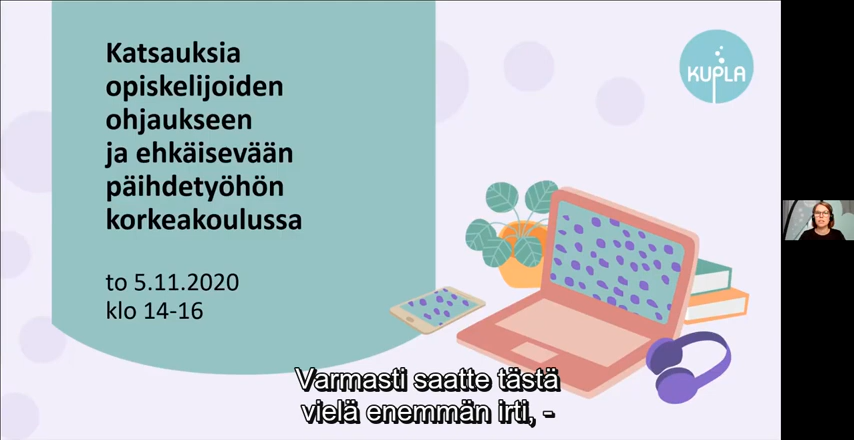 Katsauksia
opiskelijoiden
ohjaukseen
ja ehkäisevään
päihdetyöhön
korkeakoulussa
to 5.11.2020
klo 14-16
KUPLA
Varmasti saatte tästä
vielä enemmän irti, -